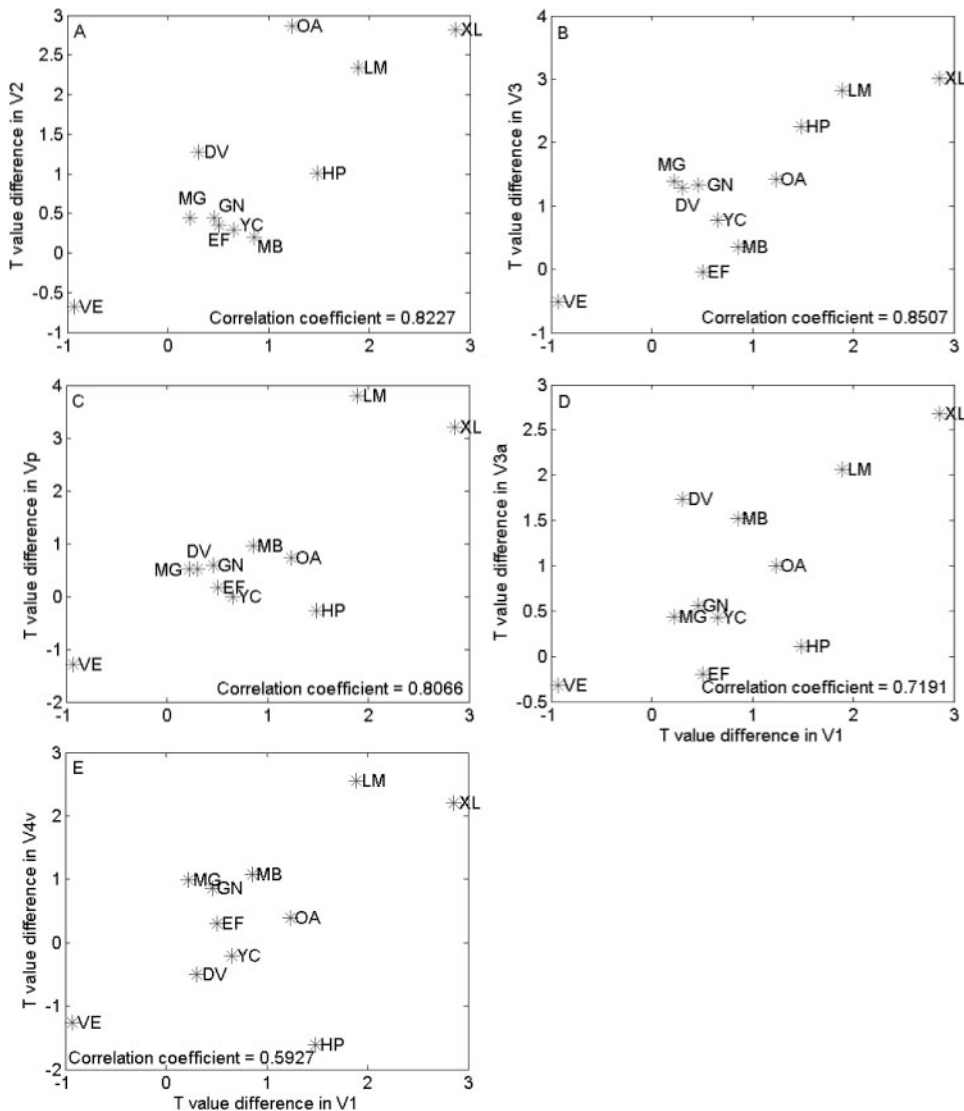 A
T value difference in V2
3
2.5
2
1.5
1
0.5
0
-0.5
-1
OA
XL
LM
DV
HP
MG
GN
YC
EF
MB
VE
Correlation coefficient = 0.8227
-1 0 1 2 3
B
T value difference in V3
4
3
2
1
0
-1
XL
LM
HP
MG
GN
OA
DV
YC
MB
EF
VE
Correlation coefficient = 0.8507
-1 0 1 2 3
C
T value difference in Vp
4
3
2
1
0
-1
-2
LM
XL
MB
DV
OA
MG
GN
EF
YC
HP
VE
Correlation coefficient = 0.8066
-1 0 1 2 3
D
T value difference in V3a
3
2.5
2
1.5
1
0.5
0
-0.5
XL
LM
DV
MB
OA
GN
MG
YC
HP
EF
VE
Correlation coefficient = 0.7191
-1 0 1 2 3
T value difference in V1
E
T value difference in V4v
3
2
1
0
-1
-2
LM
XL
MB
MG
GN
EF
OA
YC
DV
VE
HP
Correlation coefficient = 0.5927
-1 0 1 2 3
T value difference in V1